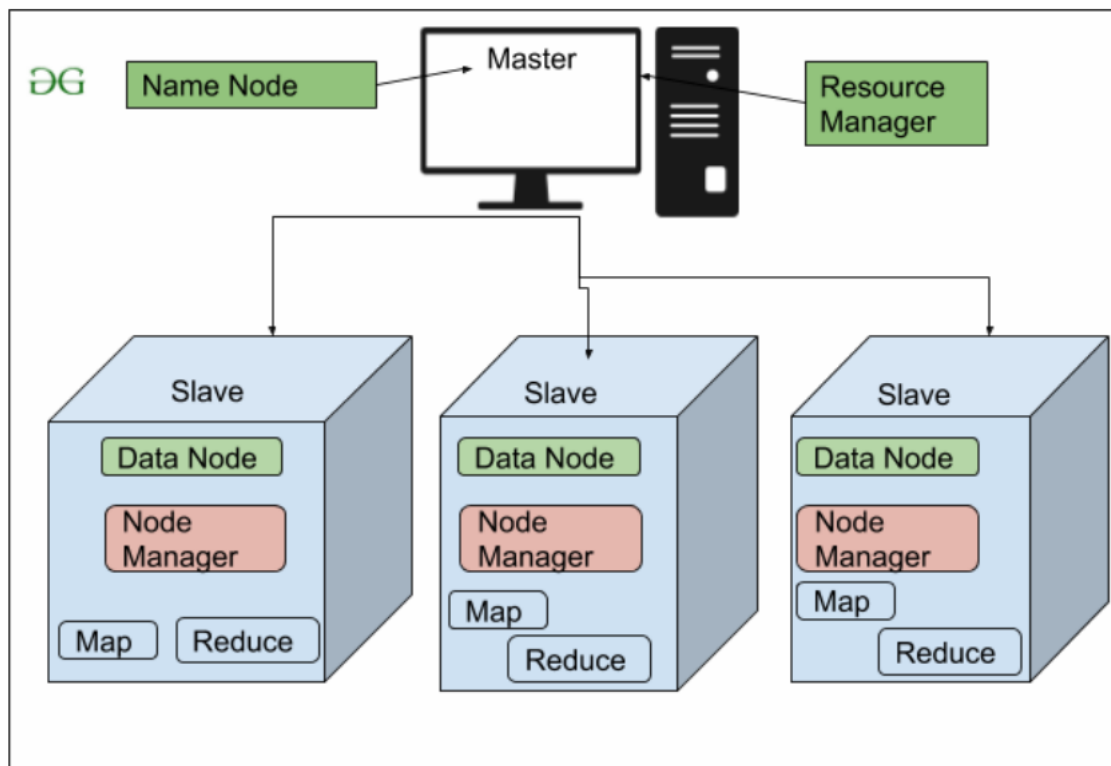 Master
Name Node
Resource
Manager
Slave
Slave
Slave
Data Node
Data Node
Data Node
Node
Manager
Node
Manager
Node
Manager
Map
Reduce
Map
Reduce
Map
Reduce